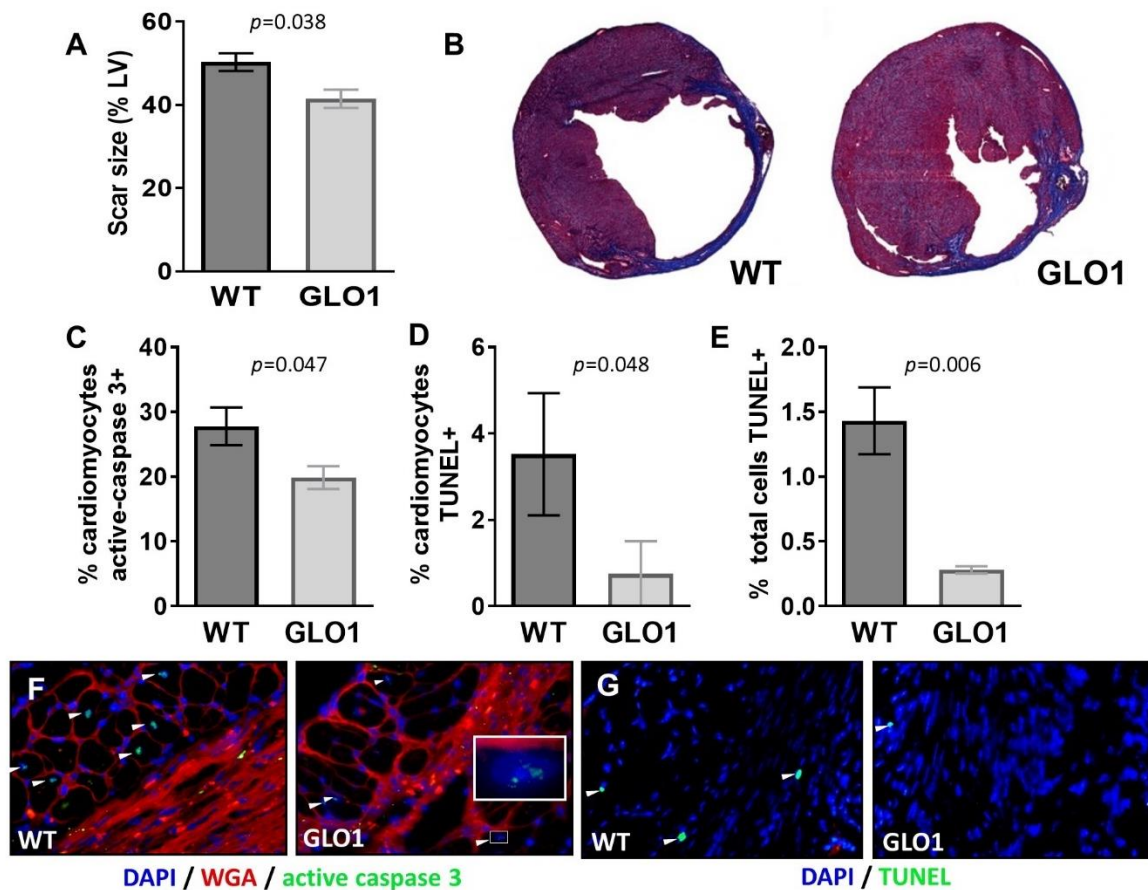 A
Scar size (% LV)
60
40
20
0
p=0.038
WT GLO1
B
WT
GLO1
C
% cardiomyocytes
active-caspase 3+
40
30
20
10
0
p=0.047
WT GLO1
D
% cardiomyocytes
TUNEL+
6
4
2
0
p=0.048
WT GLO1
E
% total cells TUNEL+
2.0
1.5
1.0
0.5
0.0
p=0.006
WT GLO1
F
WT
GLO1
DAPI / WGA / active caspase 3
G
WT
GLO1
DAPI / TUNEL